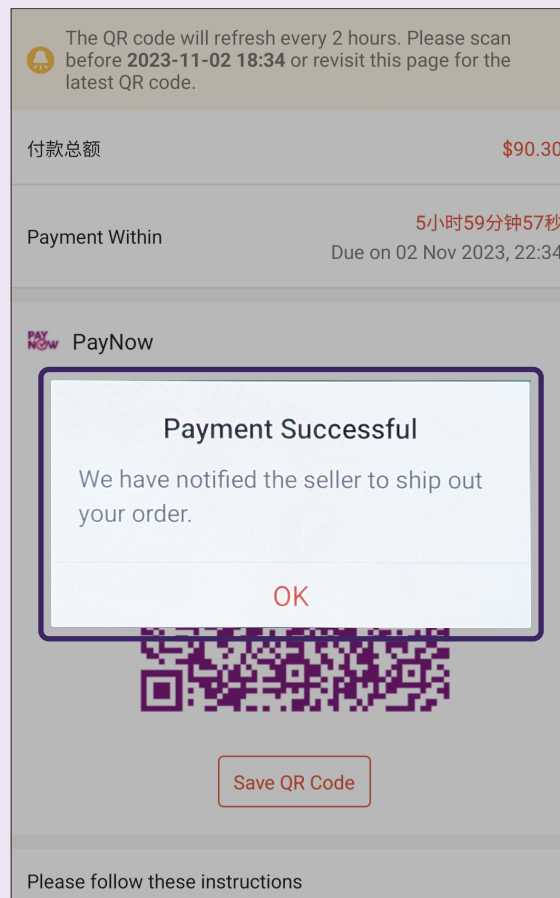 The QR code will refresh every 2 hours. Please scan
before 2023-11-02 18:34 or revisit this page for the
latest QR code.
付款总额
$90.30
5小时59分钟57秒
Payment Within
Due on 02 Nov 2023, 22:34
PAY
NOW
PayNow
Payment Successful
We have notified the seller to ship out
your order.
OK
Save QR Code
Please follow these instructions